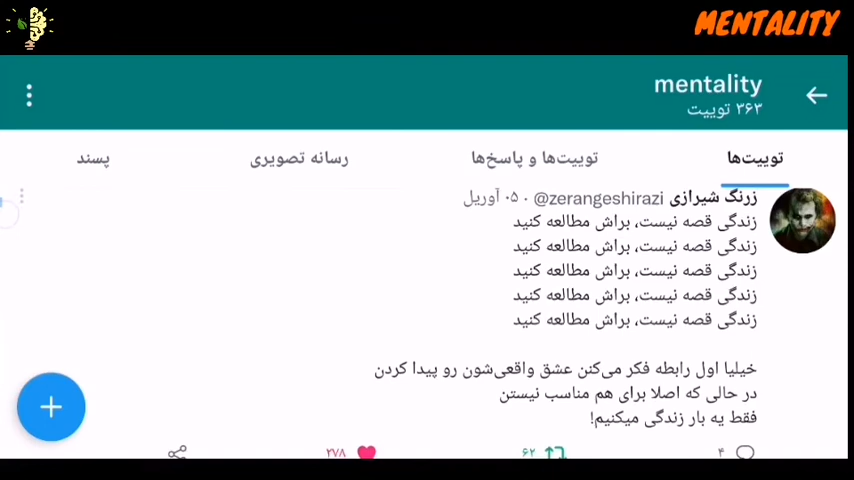 MENTALITY
mentality
۳۶۳ توییت
توییت‌ها
توییت‌ها و پاسخ‌ها
رسانه تصویری
پسند
زرنگ شیرازی @zerangeshirazi · ۰۵ آوریل
زندگی قصه نیست، براش مطالعه کنید
زندگی قصه نیست، براش مطالعه کنید
زندگی قصه نیست، براش مطالعه کنید
زندگی قصه نیست، براش مطالعه کنید
زندگی قصه نیست، براش مطالعه کنید
خیلیا اول رابطه فکر می‌کنن عشق واقعی‌شون رو پیدا کردن
در حالی که اصلا برای هم مناسب نیستن
فقط یه بار زندگی میکنیم!
۴
۶۲
۲۷۸